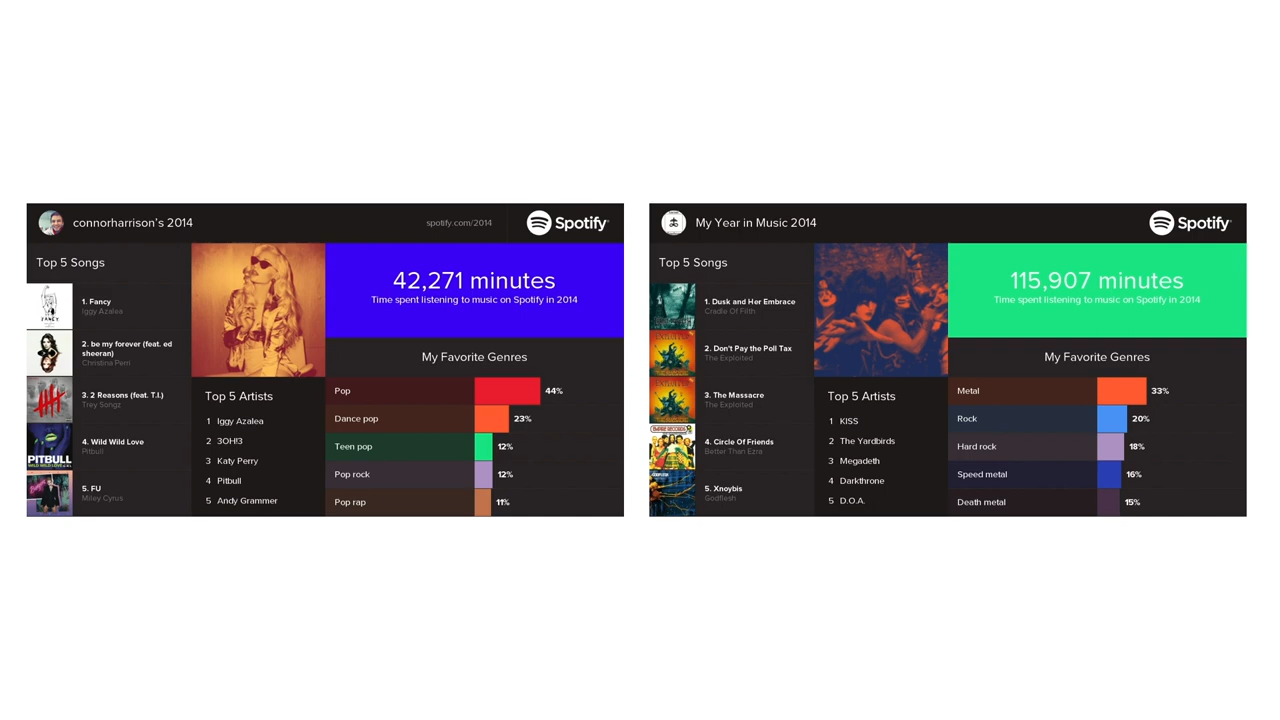 connorharrison's 2014
spotify.com/2014
Spotify
Top 5 Songs
1. Fancy
Iggy Azalea
2. be my forever (feat. ed
sheeran)
Christina Perri
3. 2 Reasons (feat. T.I.)
Trey Songz
4. Wild Wild Love
Pitbull
5. FU
Miley Cyrus
FANCY
PITBULL
Top 5 Artists
1 Iggy Azalea
2 3OH!3
3 Katy Perry
4 Pitbull
5 Andy Grammer
42,271 minutes
Time spent listening to music on Spotify in 2014
My Favorite Genres
Pop 44%
Dance pop 23%
Teen pop 12%
Pop rock 12%
Pop rap 11%
My Year in Music 2014
Spotify
Top 5 Songs
1. Dusk and Her Embrace
Cradle Of Filth
2. Don't Pay the Poll Tax
The Exploited
3. The Massacre
The Exploited
4. Circle Of Friends
Better Than Ezra
5. Xnoybis
Godflesh
EMPIRE RECORDS
Top 5 Artists
1 KISS
2 The Yardbirds
3 Megadeth
4 Darkthrone
5 D.O.A.
115,907 minutes
Time spent listening to music on Spotify in 2014
My Favorite Genres
Metal 33%
Rock 20%
Hard rock 18%
Speed metal 16%
Death metal 15%